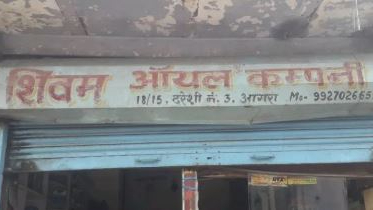 शिवम ऑयल कम्पनी
18/15. दरेशी नं. 3. आगरा Mo- 992702665